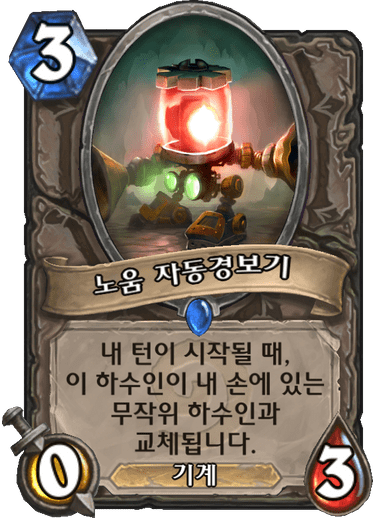 3
노움 자동경보기
내 턴이 시작될 때,
이 하수인이 내 손에 있는
무작위 하수인과
교체됩니다.
기계
0
3